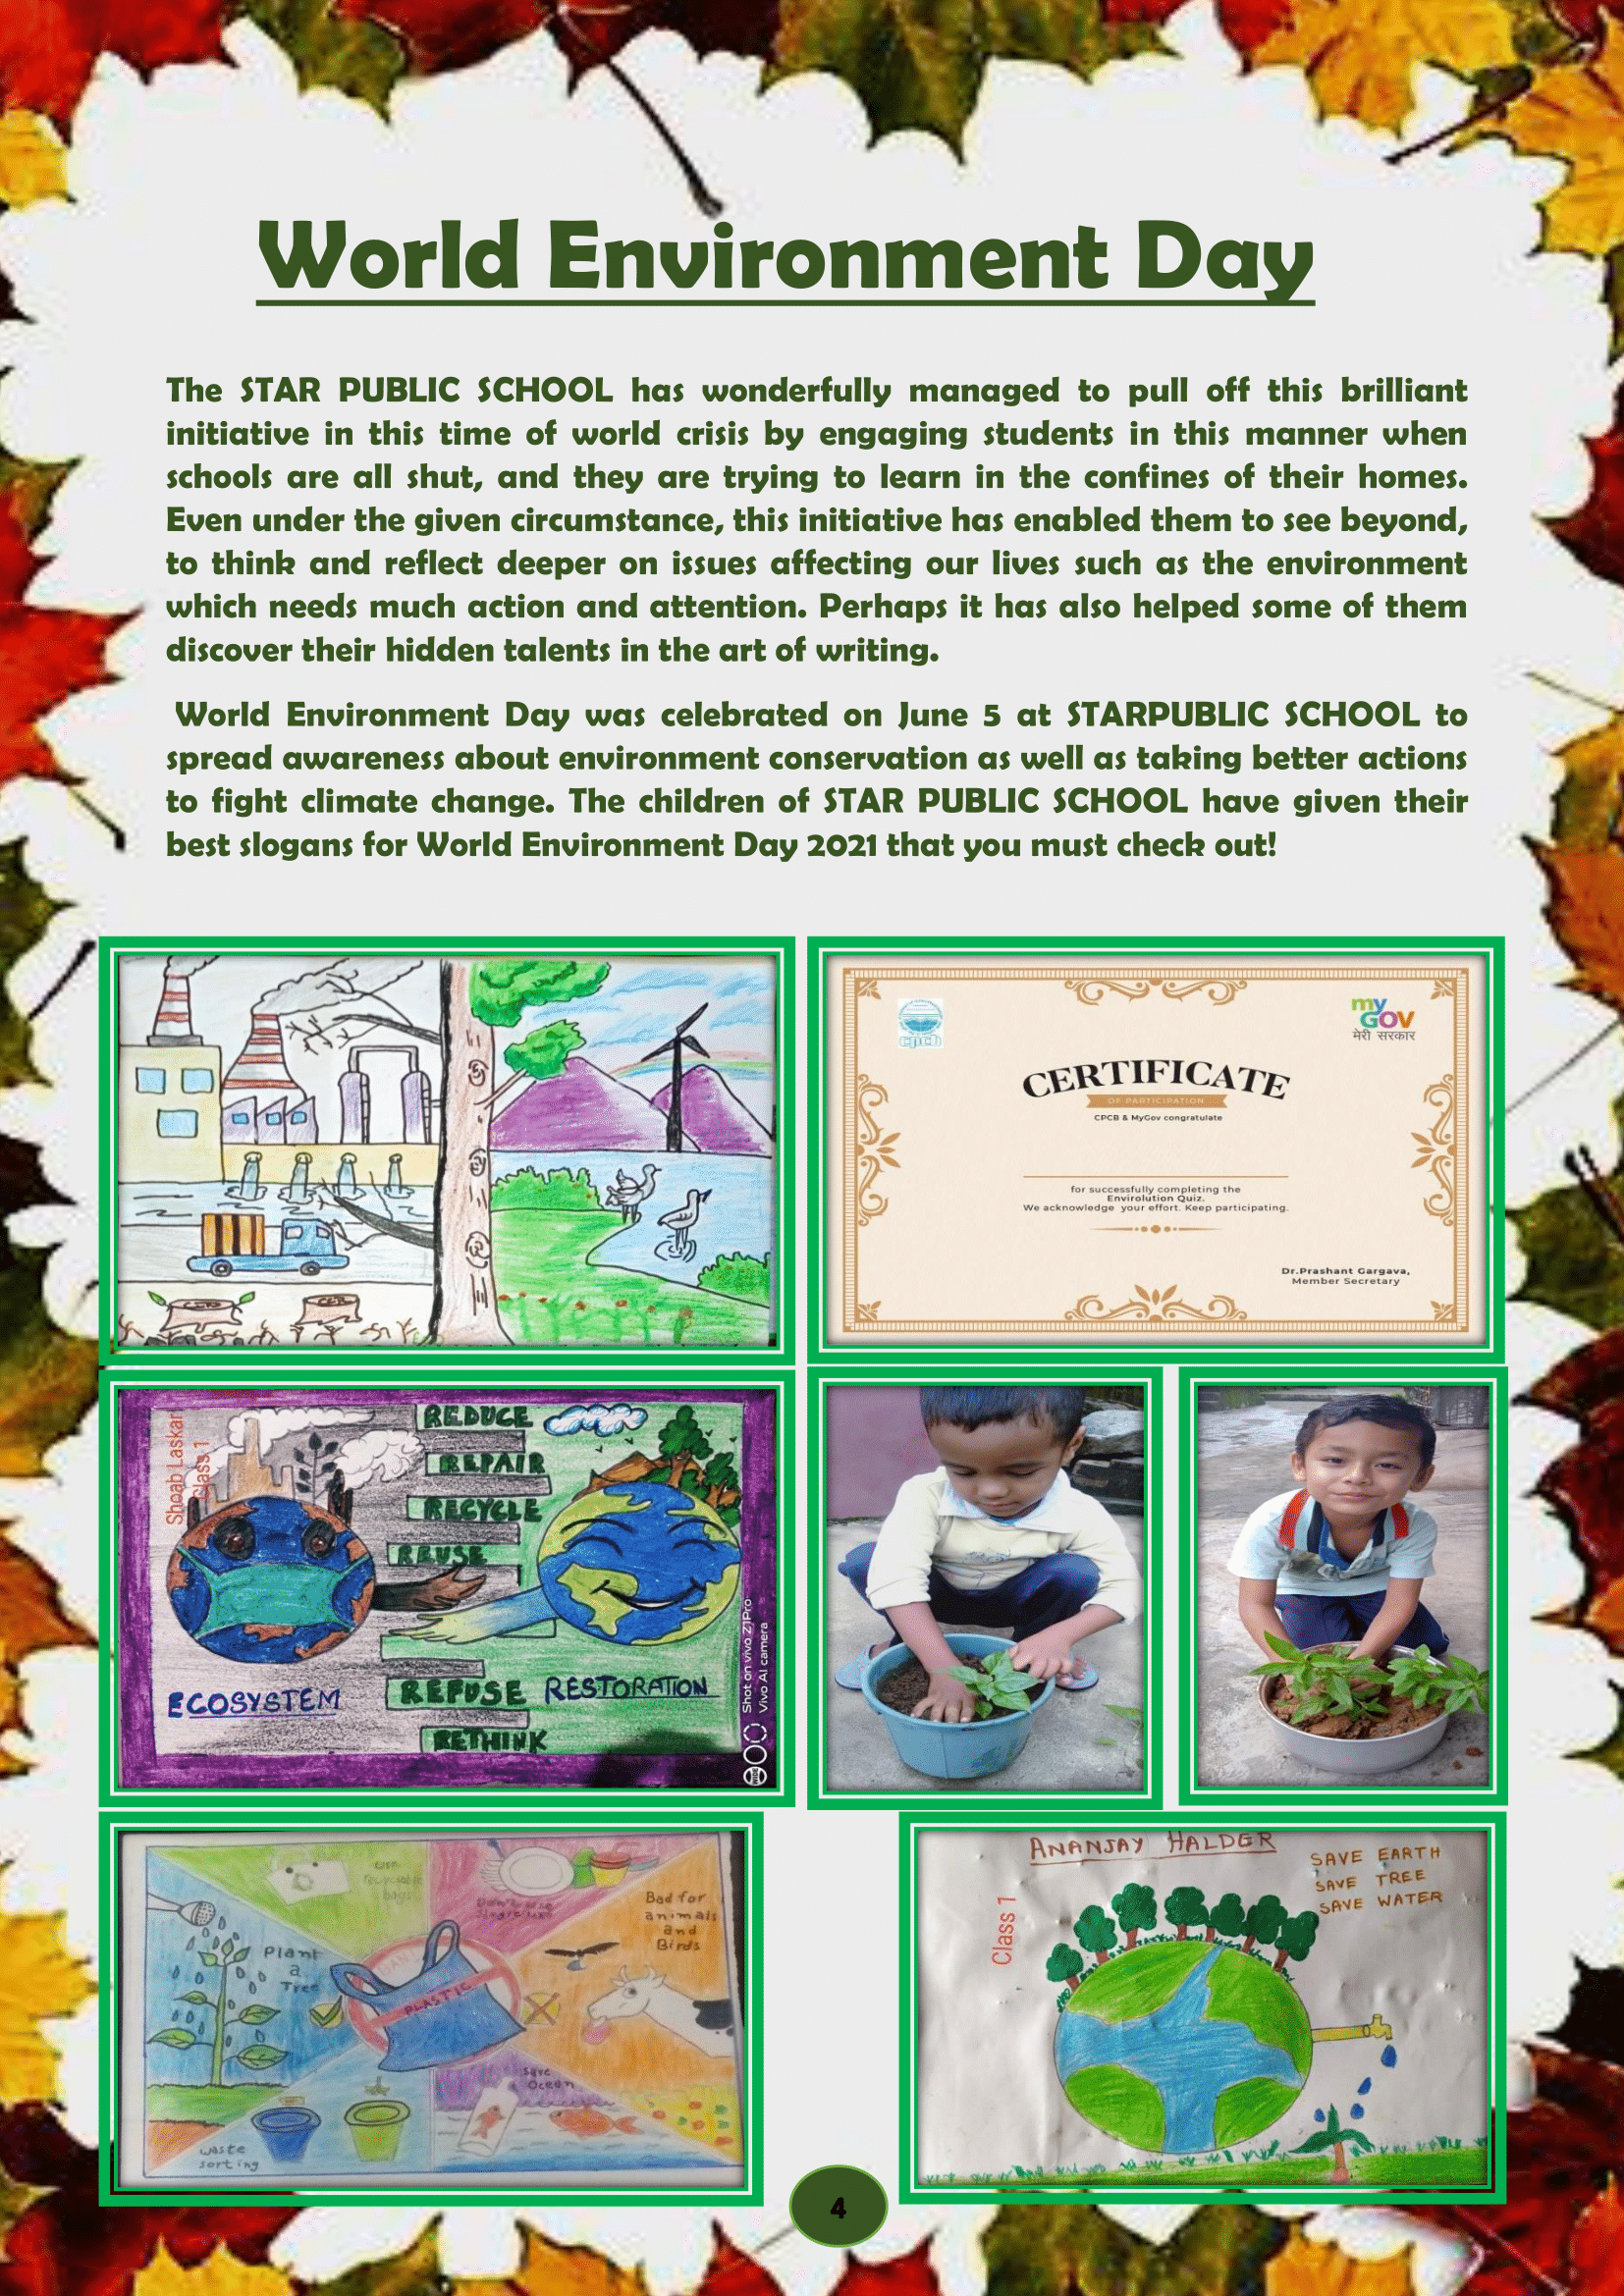 World Environment Day
The STAR PUBLIC SCHOOL has wonderfully managed to pull off this brilliant
initiative in this time of world crisis by engaging students in this manner when
schools are all shut, and they are trying to learn in the confines of their homes.
Even under the given circumstance, this initiative has enabled them to see beyond,
to think and reflect deeper on issues affecting our lives such as the environment
which needs much action and attention. Perhaps it has also helped some of them
discover their hidden talents in the art of writing.
World Environment Day was celebrated on June 5 at STARPUBLIC SCHOOL to
spread awareness about environment conservation as well as taking better actions
to fight climate change. The children of STAR PUBLIC SCHOOL have given their
best slogans for World Environment Day 2021 that you must check out!
cpcb
my
GOV
मेरी सरकार
CERTIFICATE
OF PARTICIPATION
CPCB & MyGov congratulate
for successfully completing the
Envirolution Quiz.
We acknowledge your effort. Keep participating.
Dr.Prashant Gargava,
Member Secretary
Shoab Laskar
Class 1
REDUCE
REPAIR
RECYCLE
REUSE
ECOSYSTEM
REFUSE RESTORATION
RETHINK
Shot on vivo Z1Pro
Vivo AI camera
Use
recyclable
bags
Don't use
Bad for
animals
and
Birds
Plant
a
Tree
BAN
PLASTIC
Save
Ocean
waste
sorting
ANANJAY HALDER
Class 1
SAVE EARTH
SAVE TREE
SAVE WATER
4